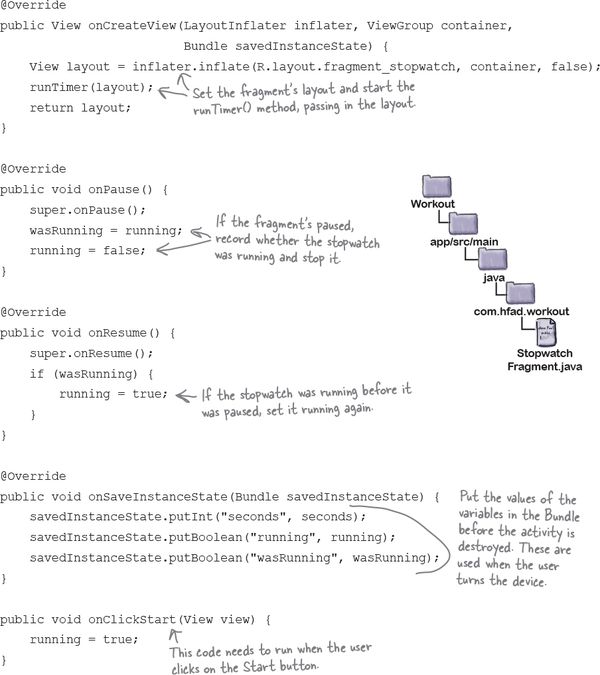 @Override
public View onCreateView(LayoutInflater inflater, ViewGroup container,
Bundle savedInstanceState) {
View layout = inflater.inflate(R.layout.fragment_stopwatch, container, false);
runTimer(layout);
return layout;
}
Set the fragment's layout and start the
runTimer() method, passing in the layout.
@Override
public void onPause() {
super.onPause();
wasRunning = running;
running = false;
}
If the fragment's paused,
record whether the stopwatch
was running and stop it.
Workout
app/src/main
java
com.hfad.workout
Stopwatch
Fragment.java
@Override
public void onResume() {
super.onResume();
if (wasRunning) {
running = true;
}
}
If the stopwatch was running before it
was paused, set it running again.
@Override
public void onSaveInstanceState(Bundle savedInstanceState) {
savedInstanceState.putInt("seconds", seconds);
savedInstanceState.putBoolean("running", running);
savedInstanceState.putBoolean("wasRunning", wasRunning);
}
Put the values of the
variables in the Bundle
before the activity is
destroyed. These are
used when the user
turns the device.
public void onClickStart(View view) {
running = true;
}
This code needs to run when the user
clicks on the Start button.